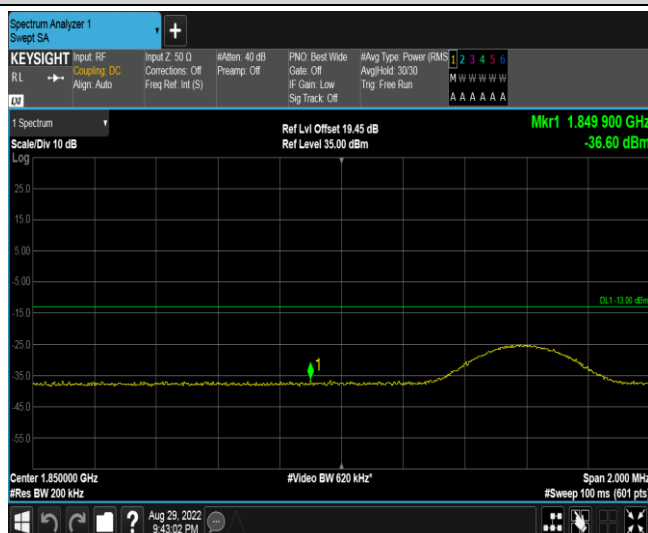 Spectrum Analyzer 1
Swept SA
+
KEYSIGHT
RL
Input: RF
Coupling: DC
Align: Auto
Input Z: 50 Ω
Corrections: Off
Freq Ref: Int (S)
#Atten: 40 dB
Preamp: Off
PNO: Best Wide
Gate: Off
IF Gain: Low
Sig Track: Off
#Avg Type: Power (RMS
Avg|Hold: 30/30
Trig: Free Run
1 2 3 4 5 6
M W W W W W
A A A A A A
LXI
1 Spectrum
Scale/Div 10 dB
Log
Ref Lvl Offset 19.45 dB
Ref Level 35.00 dBm
Mkr1 1.849 900 GHz
-36.60 dBm
25.0
15.0
5.00
-5.00
DL1 -13.00 dBm
-15.0
-25.0
1
-35.0
-45.0
-55.0
Center 1.850000 GHz
#Res BW 200 kHz
#Video BW 620 kHz*
Span 2.000 MHz
#Sweep 100 ms (601 pts)
?
Aug 29, 2022
9:43:02 PM